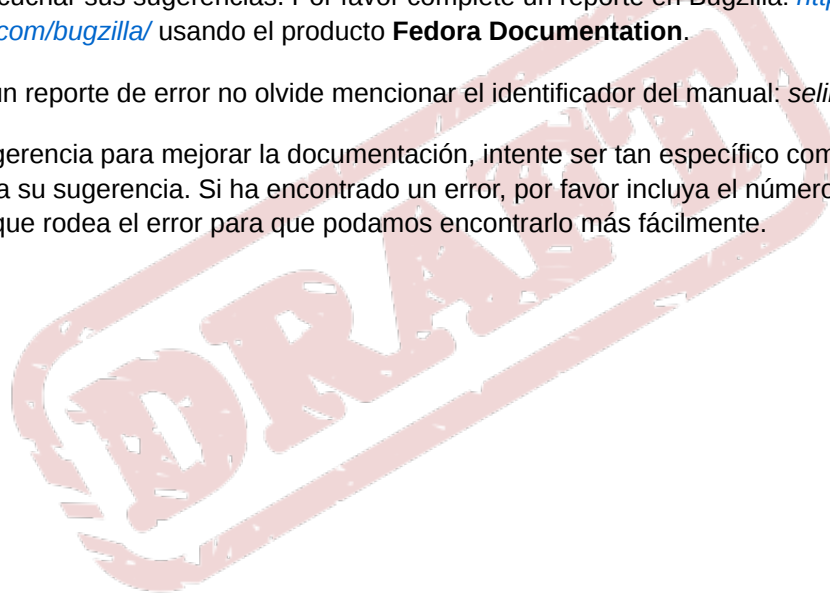 sus sugerencias. Por favor complete un reporte en Bugzilla:
com/bugzilla/ usando el producto Fedora Documentation.
un reporte de error no olvide mencionar el identificador del manual:
para mejorar la documentación, intente ser tan específico
a su sugerencia. Si ha encontrado un error, por favor incluya el número
que rodea el error para que podamos encontrarlo más fácilmente.
DRAFT